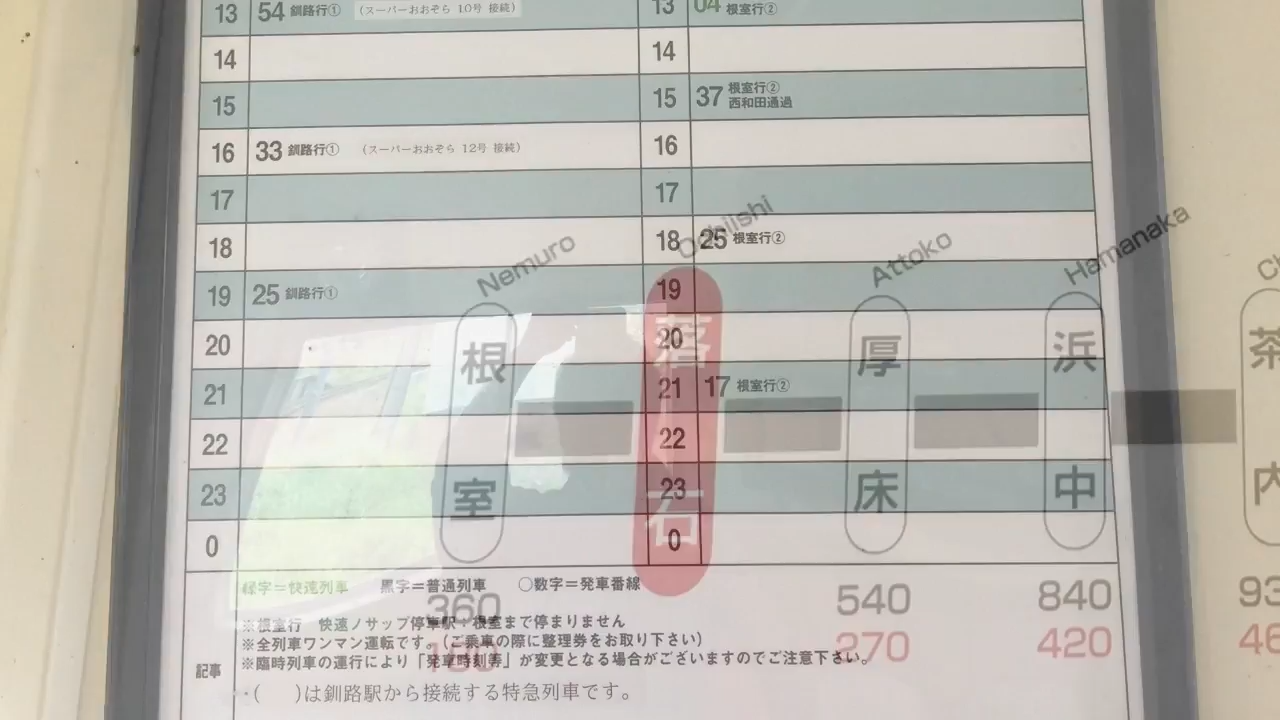 13 54 釧路行① (スーパーおおぞら 10号 接続) 13 04 根室行②
14 14
15 15 37 根室行② 西和田通過
16 33 釧路行① (スーパーおおぞら 12号 接続) 16
17 17
18 18 25 根室行②
19 25 釧路行① 19
20 20
21 21 17 根室行②
22 22
23 23
0 0
Nemuro Ochiishi Attoko Hamanaka
根室 落石 厚床 浜中 茶内
緑字=快速列車 黒字=普通列車 ○数字=発車番線
360 540 840
270 420
記事
※根室行 快速ノサップ停車駅:根室まで停まりません
※全列車ワンマン運転です。(ご乗車の際に整理券をお取り下さい)
※臨時列車の運行により「発車時刻表」が変更となる場合がございますのでご注意下さい。
・( )は釧路駅から接続する特急列車です。